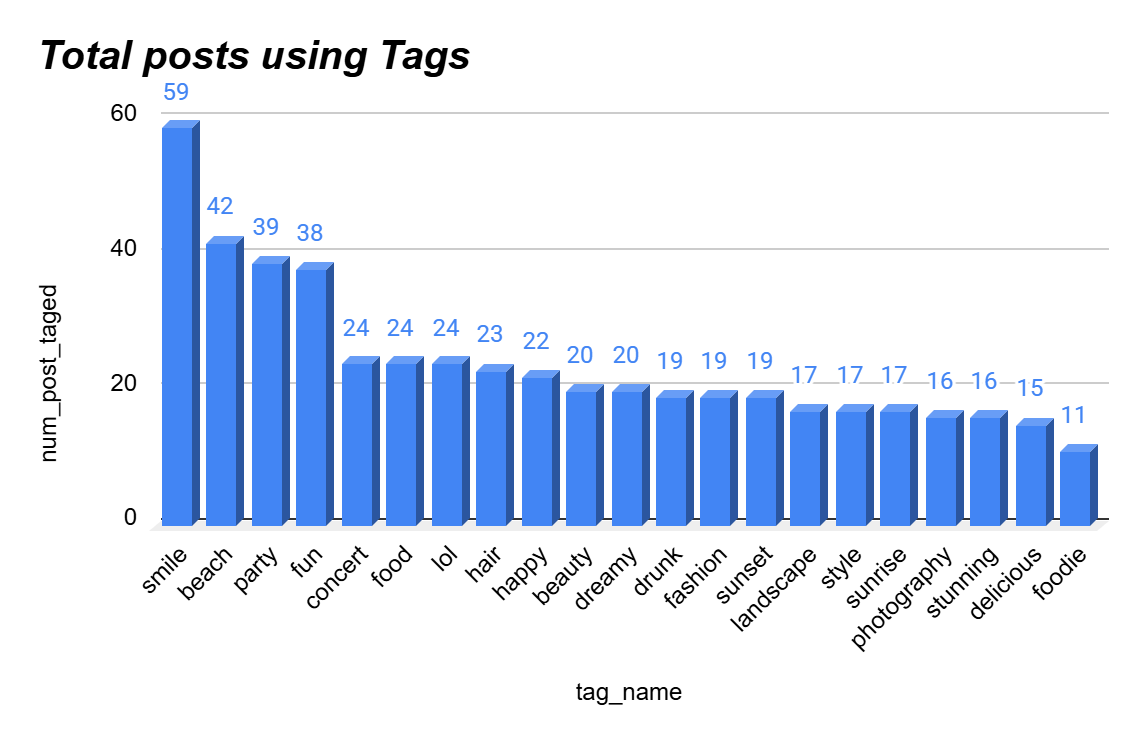 Total posts using Tags
59
60
42
39
38
40
24
24
24
23
22
20
20
19
19
19
17
17
17
16
16
15
11
20
0
num_post_taged
smile
beach
party
fun
concert
food
lol
hair
happy
beauty
dreamy
drunk
fashion
sunset
landscape
style
sunrise
photography
stunning
delicious
foodie
tag_name